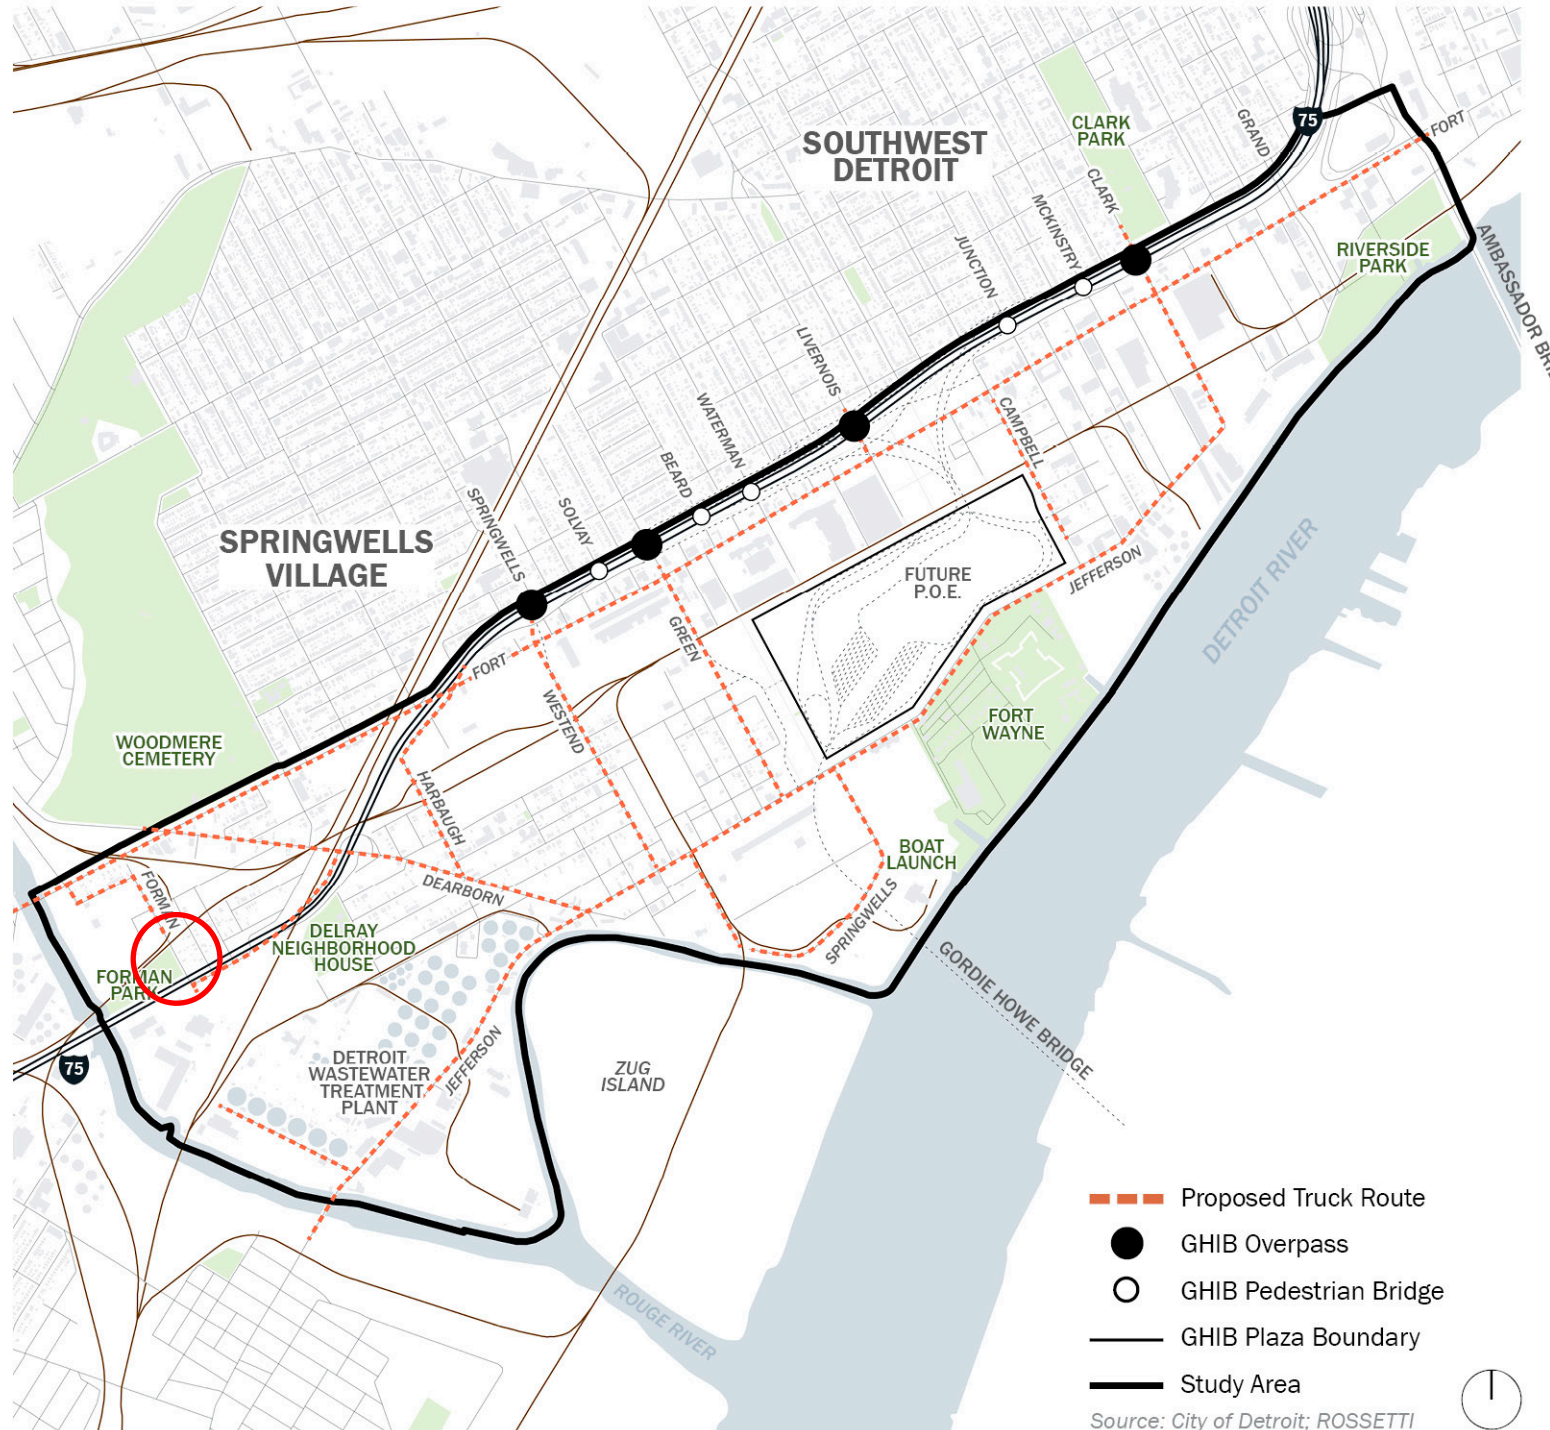 SOUTHWEST
DETROIT
CLARK
PARK
GRAND
75
FORT
CLARK
MCKINSTRY
JUNCTION
RIVERSIDE
PARK
AMBASSADOR
LIVERNOIS
WATERMAN
BEARD
CAMPBELL
SOLVAY
SPRINGWELLS
SPRINGWELLS
VILLAGE
FUTURE
P.O.E.
JEFFERSON
DETROIT RIVER
GREEN
FORT
WESTEND
FORT
WAYNE
WOODMERE
CEMETERY
HARBAUGH
BOAT
LAUNCH
DEARBORN
FORMAN
SPRINGWELLS
DELRAY
NEIGHBORHOOD
HOUSE
FORMAN
PARK
GORDIE HOWE BRIDGE
75
DETROIT
WASTEWATER
TREATMENT
PLANT
JEFFERSON
ZUG
ISLAND
ROUGE RIVER
Proposed Truck Route
GHIB Overpass
GHIB Pedestrian Bridge
GHIB Plaza Boundary
Study Area
Source: City of Detroit; ROSSETTI